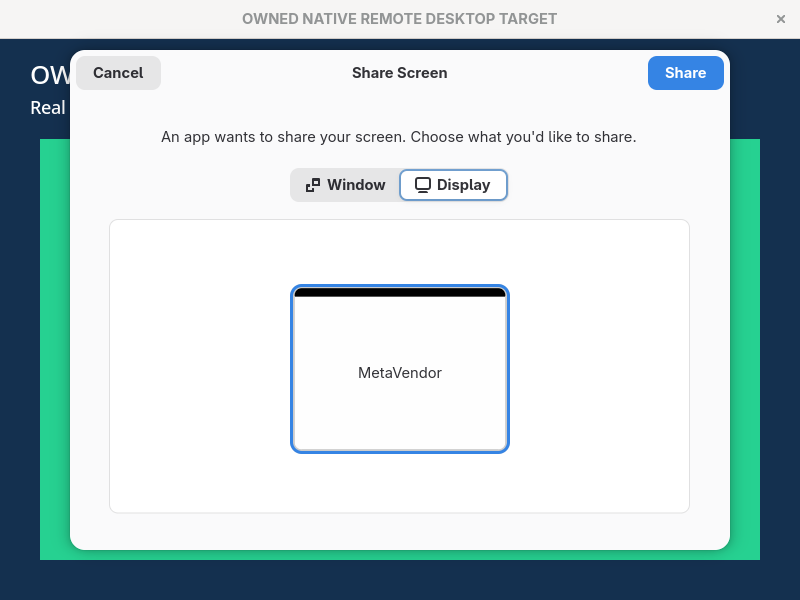 OWNED NATIVE REMOTE DESKTOP TARGET
OW
Real
Cancel
Share Screen
Share
An app wants to share your screen. Choose what you'd like to share.
Window
Display
MetaVendor